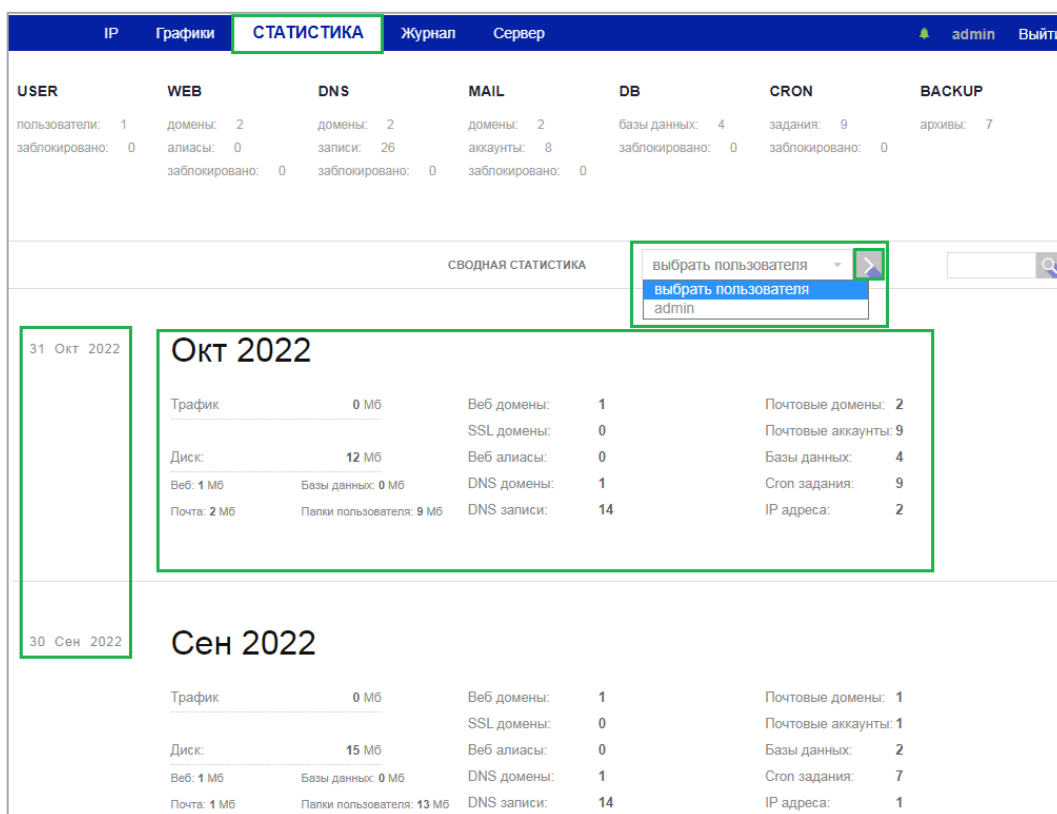 IP Графики СТАТИСТИКА Журнал Сервер admin Выйти
USER WEB DNS MAIL DB CRON BACKUP
пользователи: 1 домены: 2 домены: 2 домены: 2 базы данных: 4 задания: 9 архивы: 7
заблокировано: 0 алиасы: 0 записи: 26 аккаунты: 8 заблокировано: 0 заблокировано: 0
заблокировано: 0 заблокировано: 0 заблокировано: 0
СВОДНАЯ СТАТИСТИКА выбрать пользователя
выбрать пользователя
admin
31 Окт 2022 Окт 2022
Трафик 0 Мб Веб домены: 1 Почтовые домены: 2
SSL домены: 0 Почтовые аккаунты: 9
Диск: 12 Мб Веб алиасы: 0 Базы данных: 4
Веб: 1 Мб Базы данных: 0 Мб DNS домены: 1 Cron задания: 9
Почта: 2 Мб Папки пользователя: 9 Мб DNS записи: 14 IP адреса: 2
30 Сен 2022 Сен 2022
Трафик 0 Мб Веб домены: 1 Почтовые домены: 1
SSL домены: 0 Почтовые аккаунты: 1
Диск: 15 Мб Веб алиасы: 0 Базы данных: 2
Веб: 1 Мб Базы данных: 0 Мб DNS домены: 1 Cron задания: 7
Почта: 1 Мб Папки пользователя: 13 Мб DNS записи: 14 IP адреса: 1